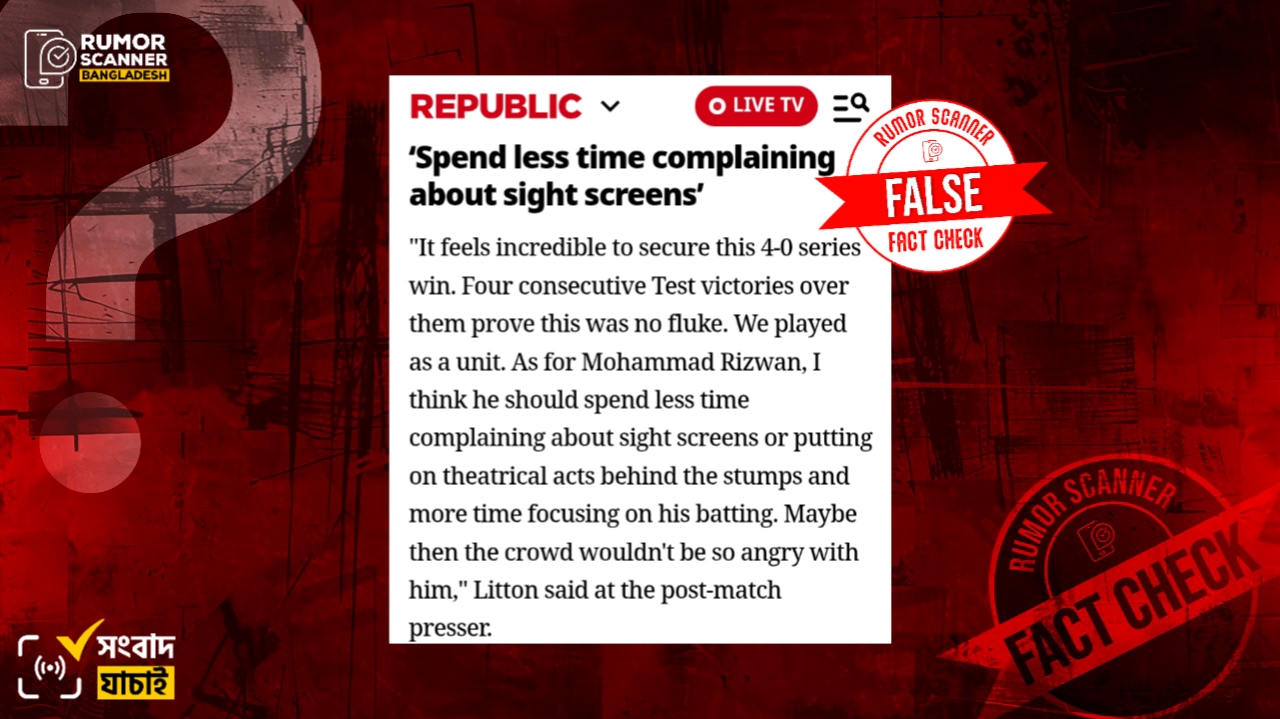 RUMOR
SCANNER
BANGLADESH
REPUBLIC
LIVE TV
‘Spend less time complaining
about sight screens’
"It feels incredible to secure this 4-0 series
win. Four consecutive Test victories over
them prove this was no fluke. We played
as a unit. As for Mohammad Rizwan, I
think he should spend less time
complaining about sight screens or putting
on theatrical acts behind the stumps and
more time focusing on his batting. Maybe
then the crowd wouldn't be so angry with
him," Litton said at the post-match
presser.
RUMOR SCANNER
FALSE
FACT CHECK
RUMOR SCANNER
FACT CHECK
সংবাদ
যাচাই